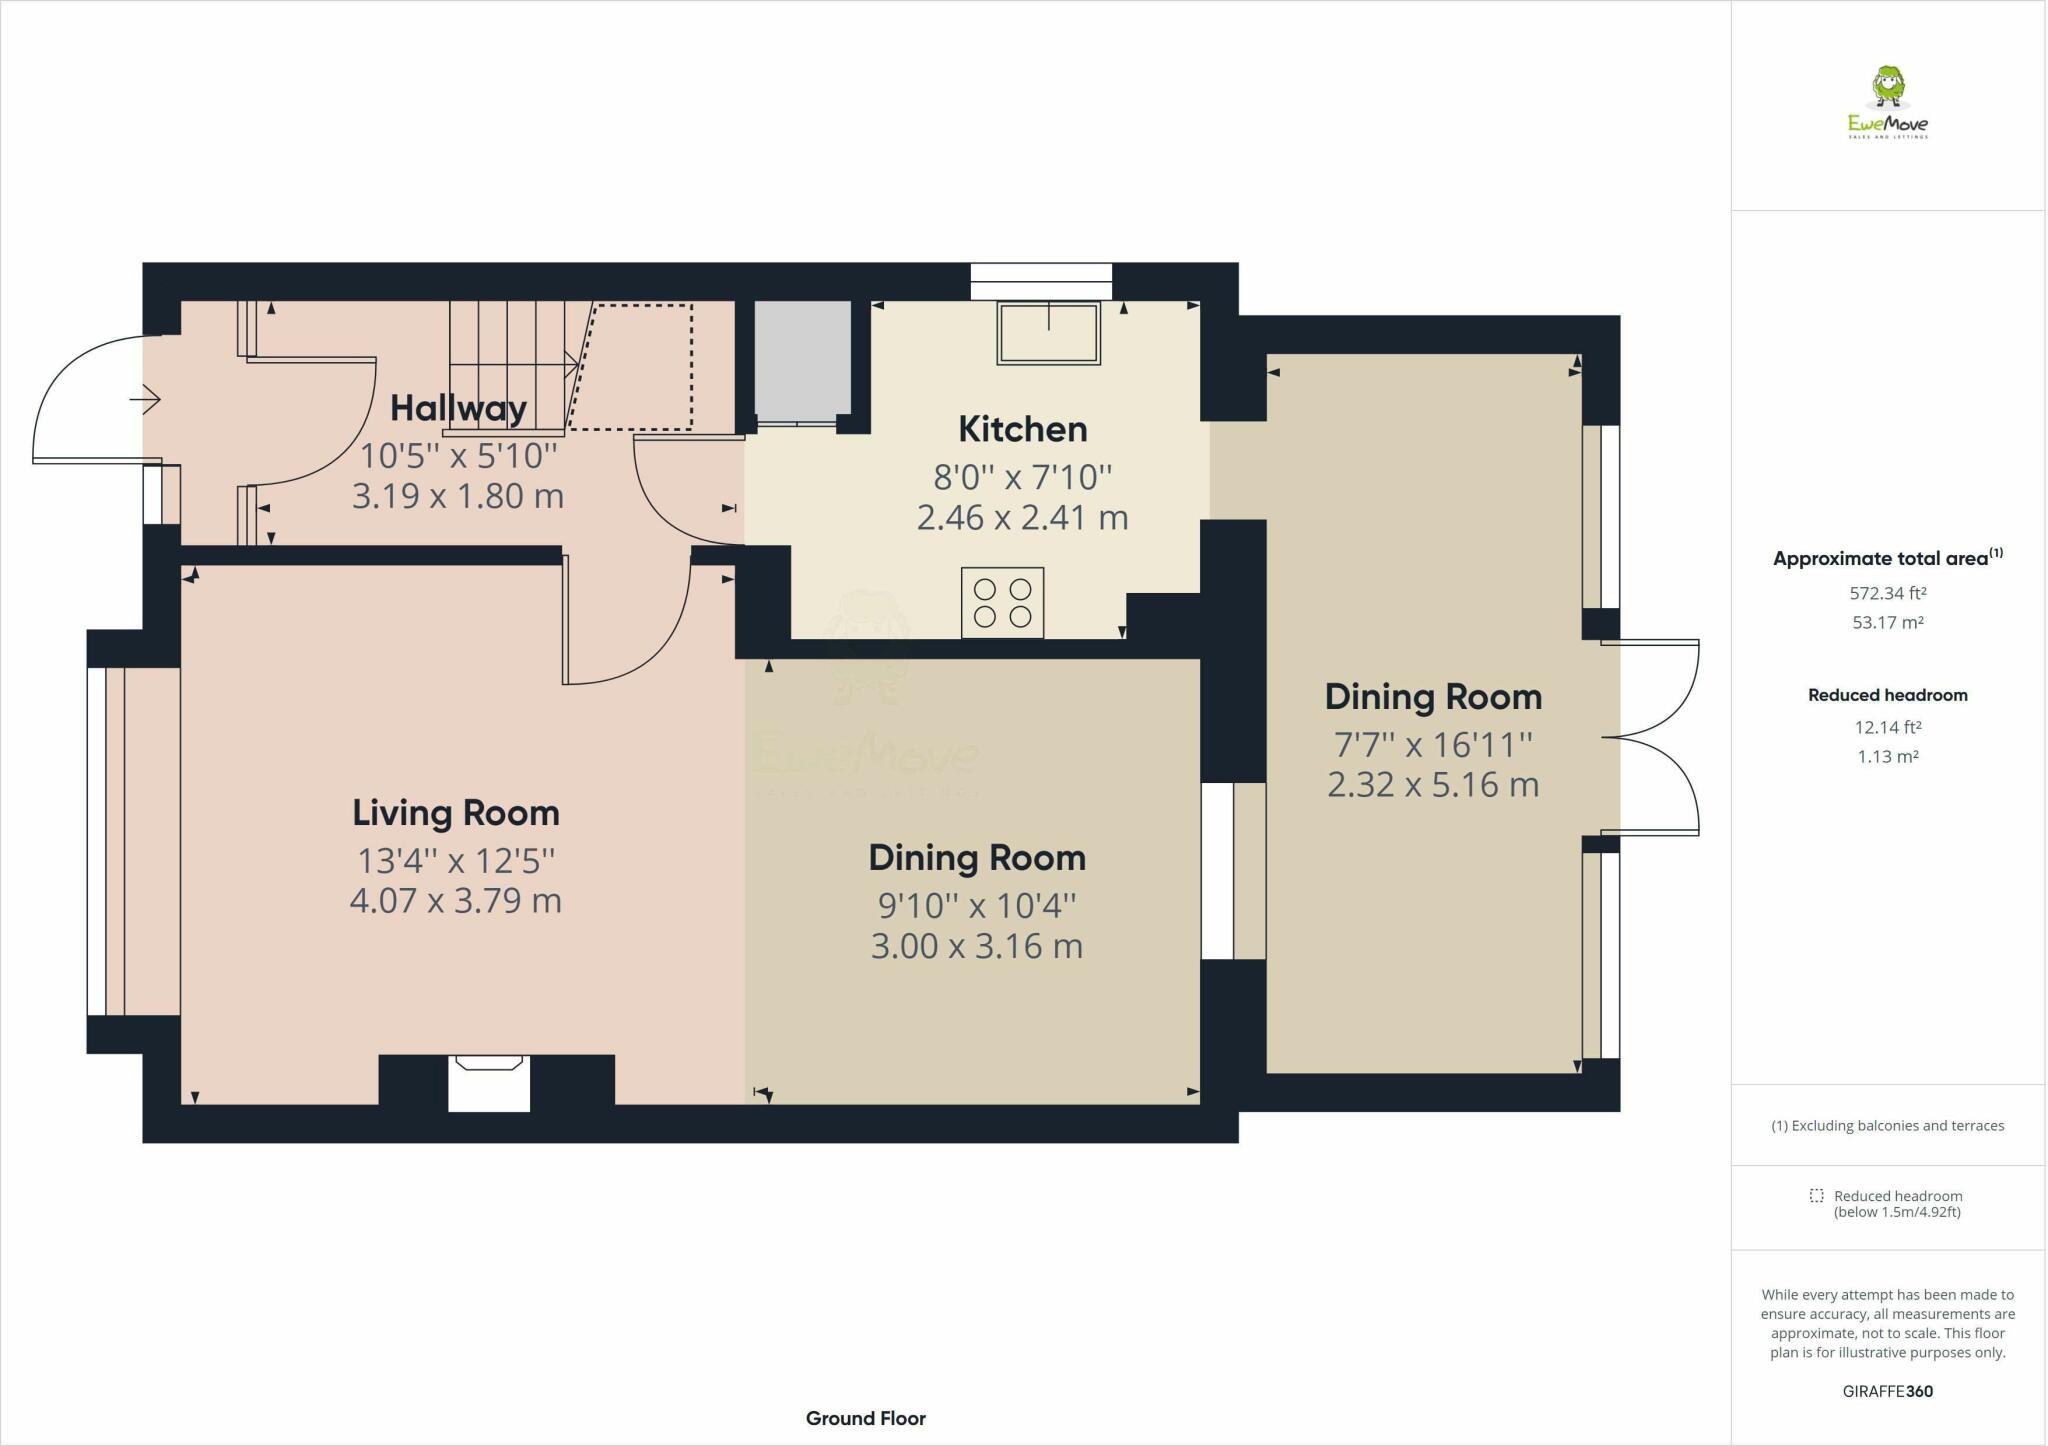 Hallway
10'5'' x 5'10''
3.19 x 1.80 m
Kitchen
8'0'' x 7'10''
2.46 x 2.41 m
Living Room
13'4'' x 12'5''
4.07 x 3.79 m
Dining Room
9'10'' x 10'4''
3.00 x 3.16 m
Dining Room
7'7'' x 16'11''
2.32 x 5.16 m
EweMove
SALES AND LETTINGS
Ground Floor
EweMove
SALES AND LETTINGS
Approximate total area(1)
572.34 ft²
53.17 m²
Reduced headroom
12.14 ft²
1.13 m²
(1) Excluding balconies and terraces
Reduced headroom
(below 1.5m/4.92ft)
While every attempt has been made to
ensure accuracy, all measurements are
approximate, not to scale. This floor
plan is for illustrative purposes only.
GIRAFFE360